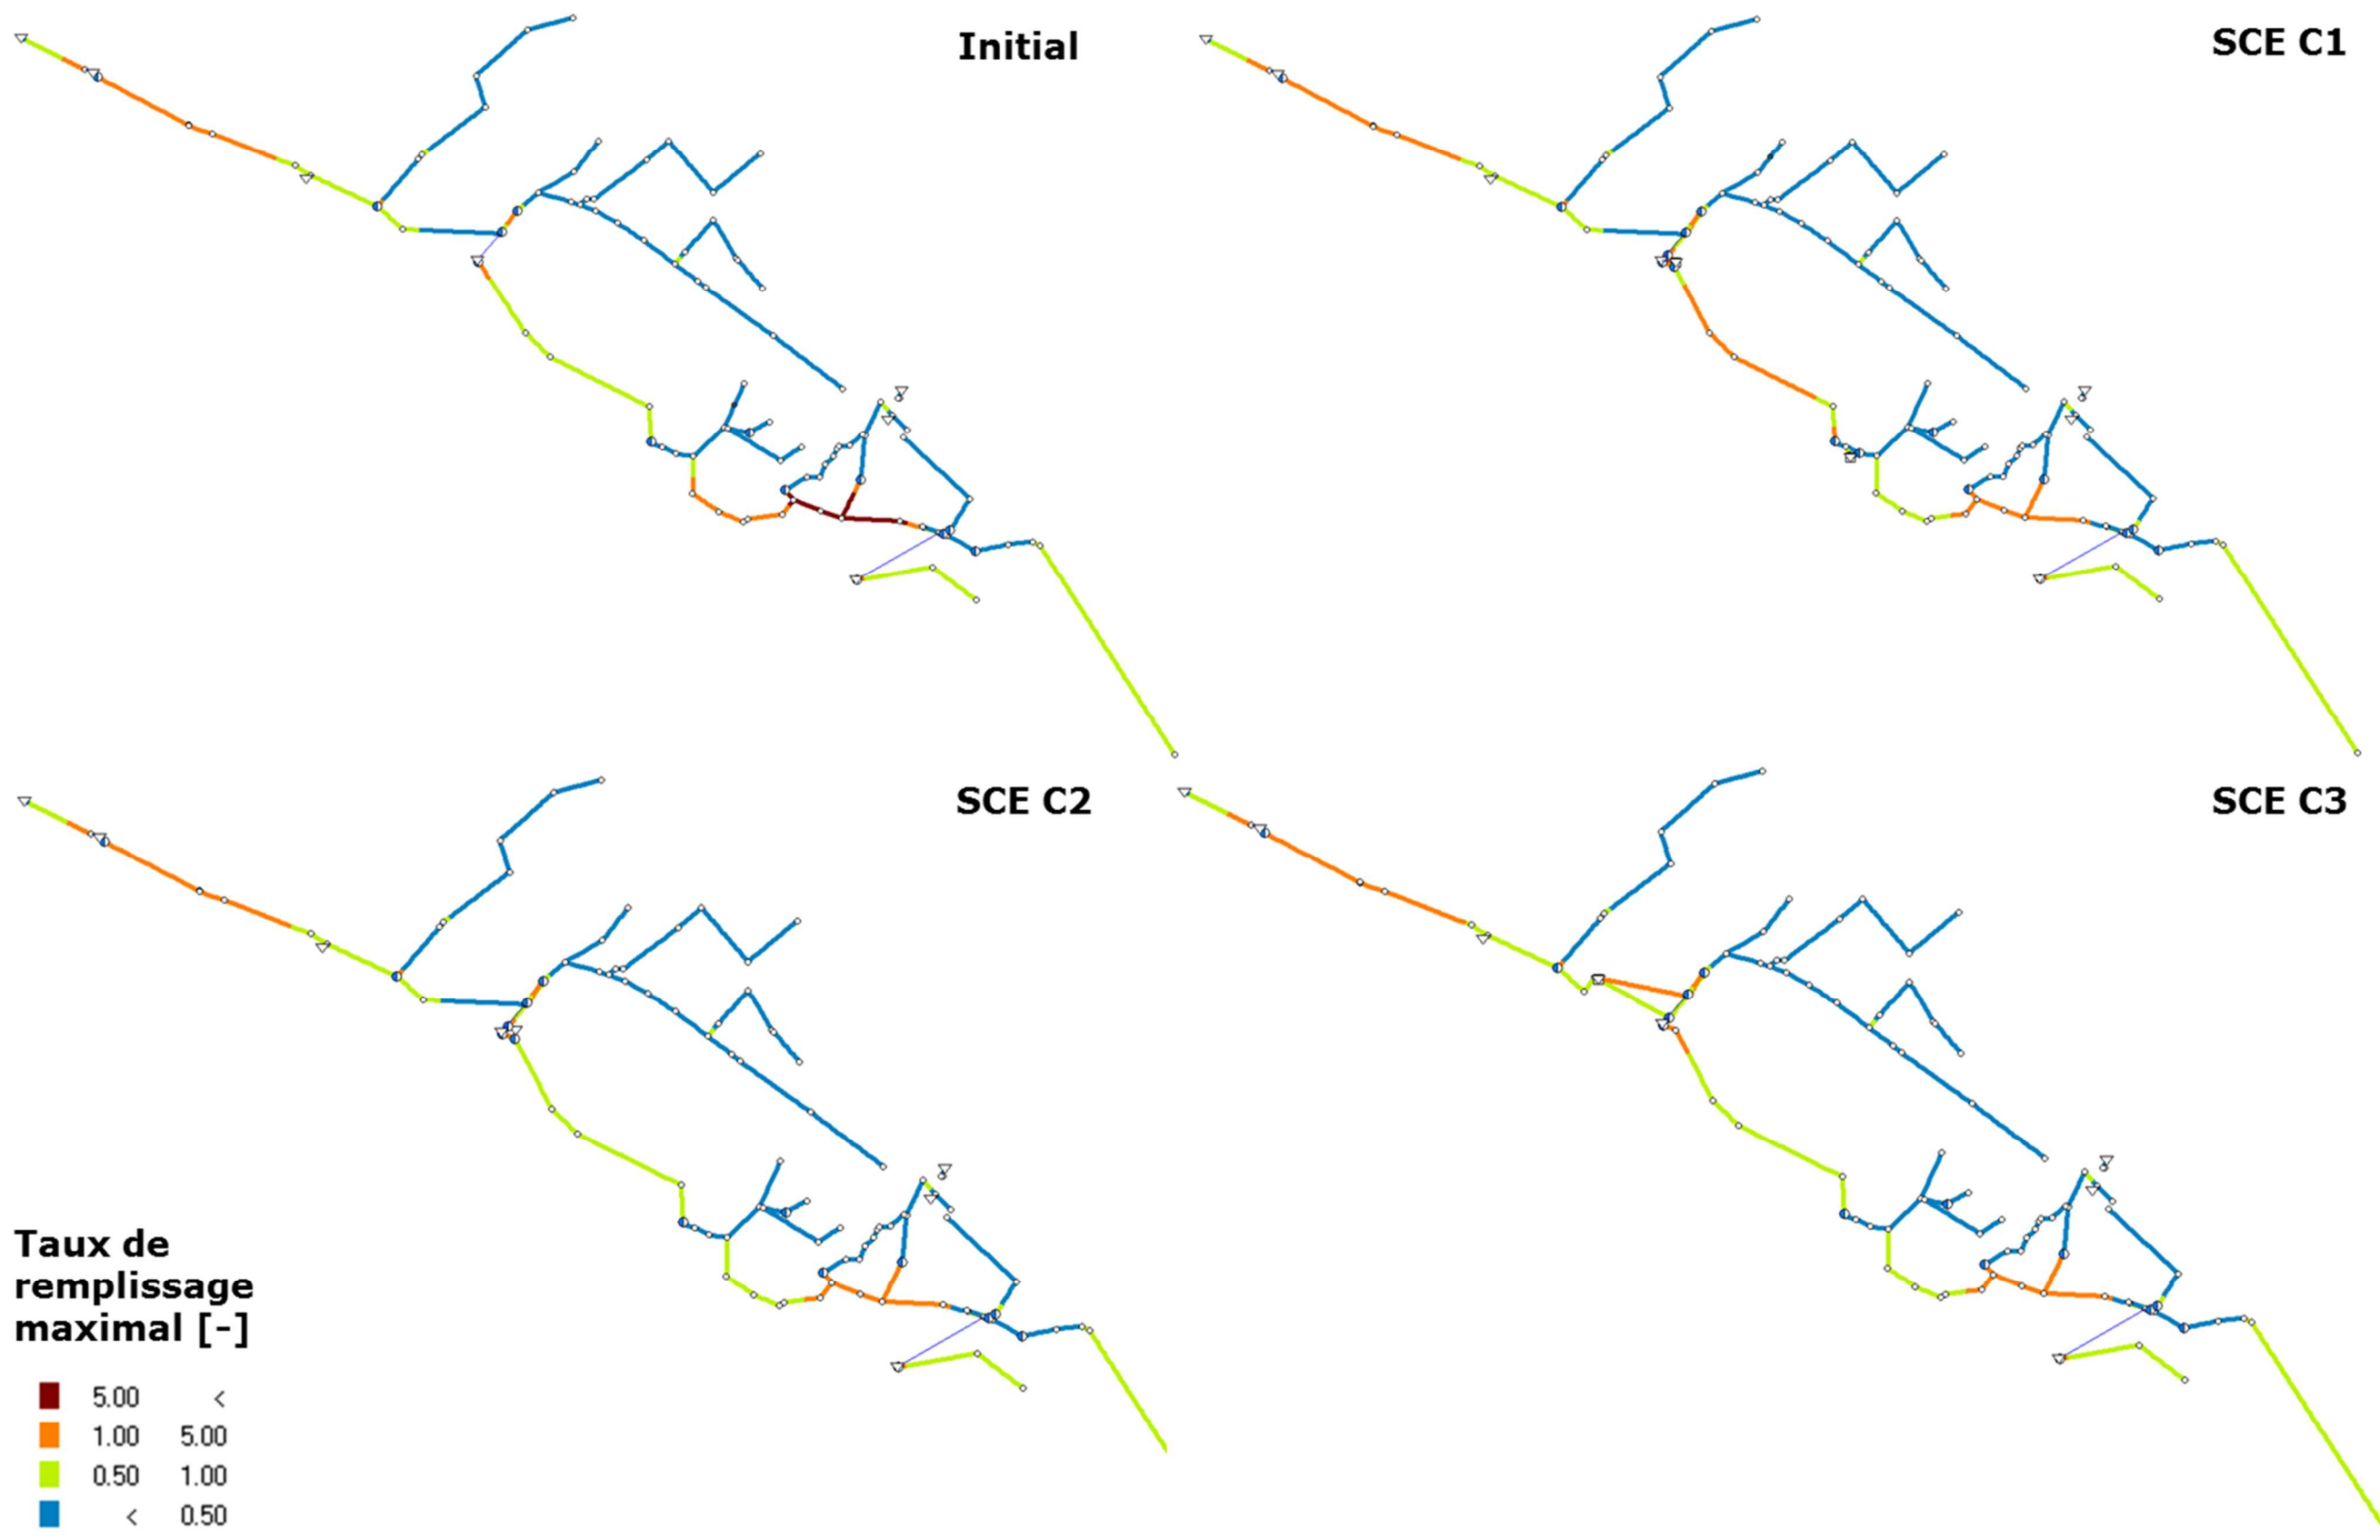 Initial
SCE C1
SCE C2
SCE C3
Taux de
remplissage
maximal [-]
5.00 <
1.00 5.00
0.50 1.00
< 0.50